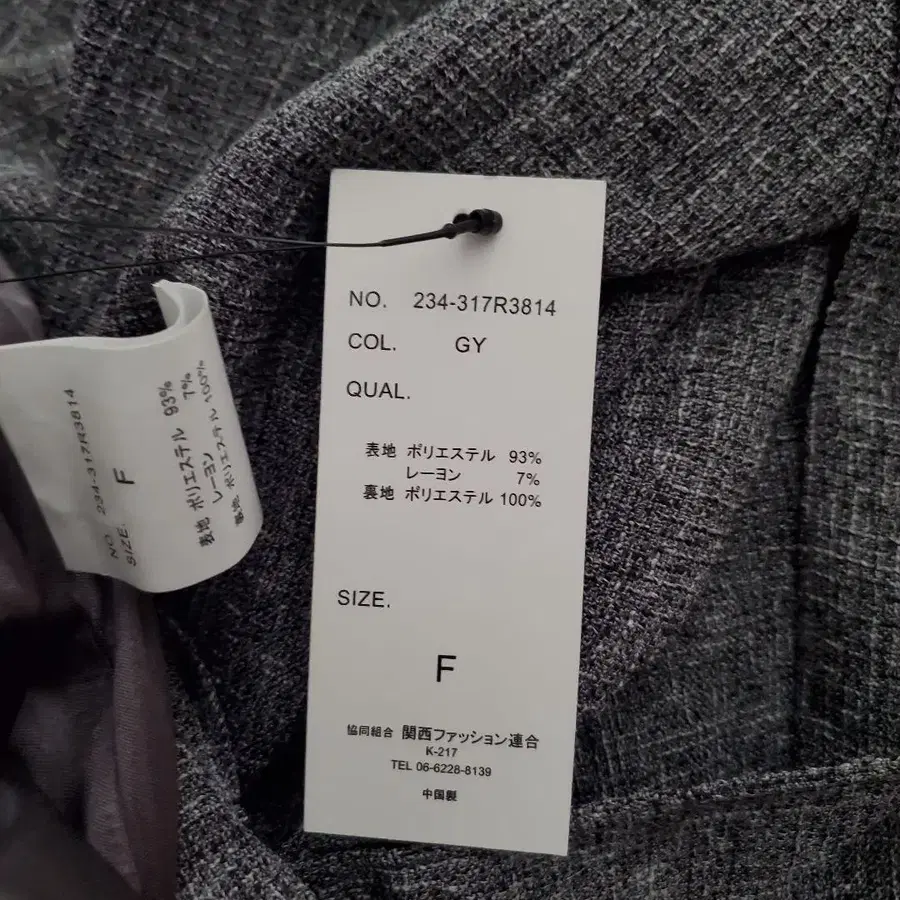 NO. 234-317R3814
COL. GY
QUAL.
表地 ポリエステル 93%
レーヨン 7%
裏地 ポリエステル 100%
SIZE.
F
協同組合 関西ファッション連合
K-217
TEL 06-6228-8139
中国製
NO. 234-317R3814
SIZE. F
表地 ポリエステル 93%
レーヨン 7%
裏地 ポリエステル 100%